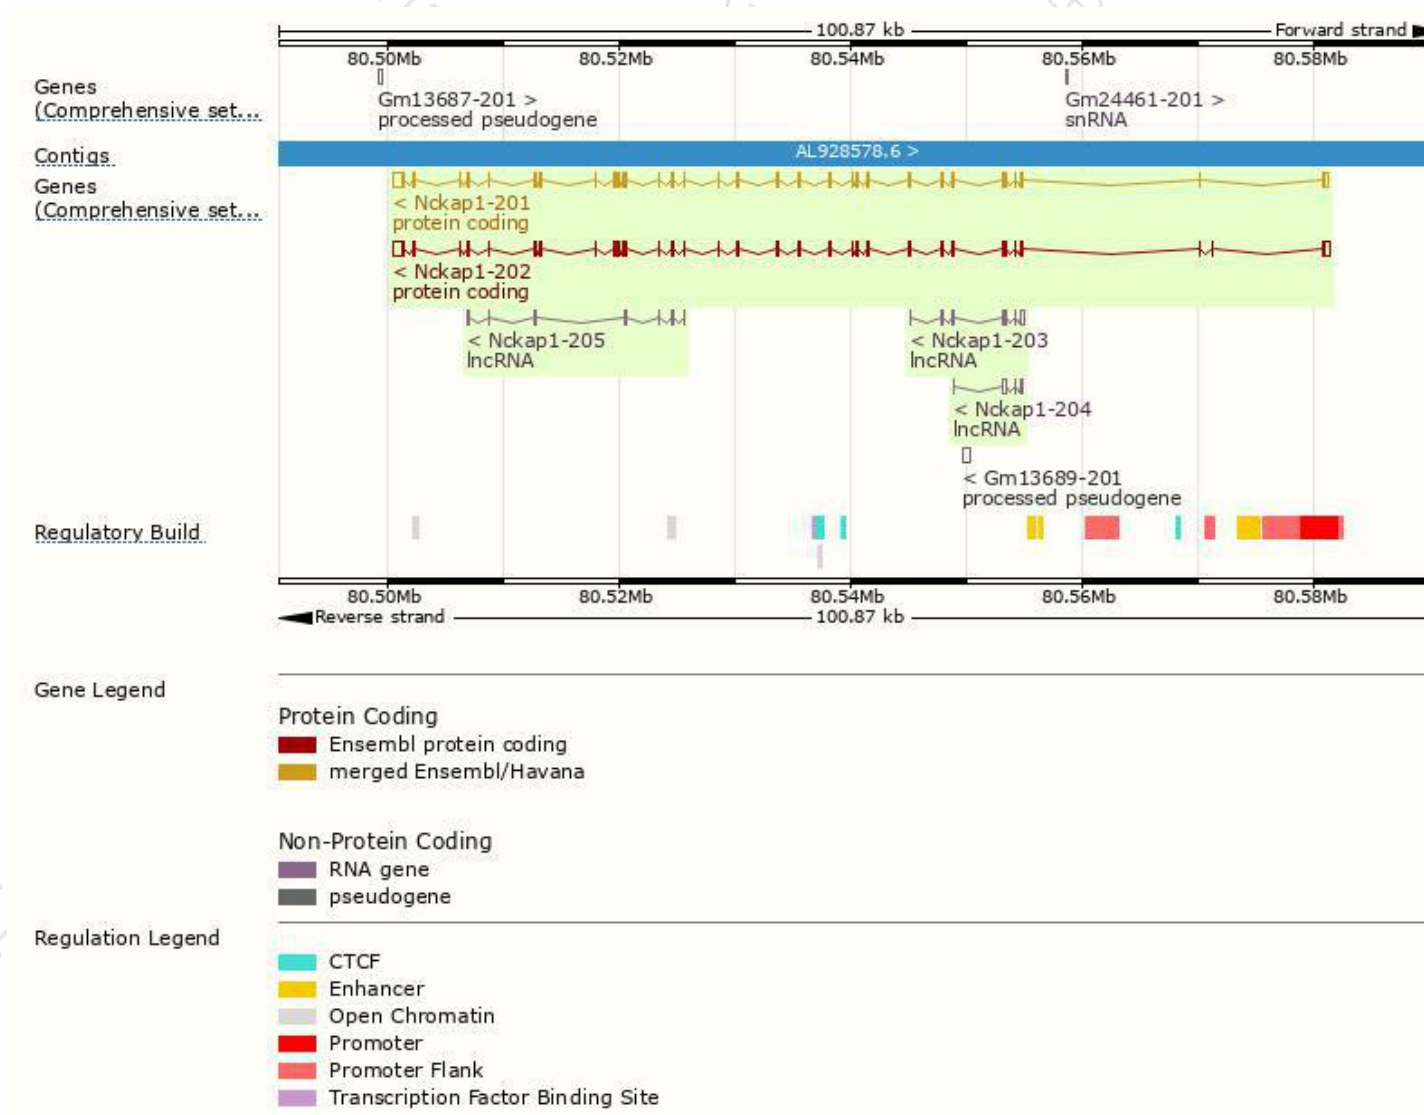 100.87 kb
Forward strand
80.50Mb 80.52Mb 80.54Mb 80.56Mb 80.58Mb
Genes
(Comprehensive set...
Gm13687-201 >
processed pseudogene
Gm24461-201 >
snRNA
Contigs
AL928578.6 >
Genes
(Comprehensive set...
< Nckap1-201
protein coding
< Nckap1-202
protein coding
< Nckap1-205
lncRNA
< Nckap1-203
lncRNA
< Nckap1-204
lncRNA
< Gm13689-201
processed pseudogene
Regulatory Build
80.50Mb 80.52Mb 80.54Mb 80.56Mb 80.58Mb
Reverse strand
100.87 kb
Gene Legend
Protein Coding
Ensembl protein coding
merged Ensembl/Havana
Non-Protein Coding
RNA gene
pseudogene
Regulation Legend
CTCF
Enhancer
Open Chromatin
Promoter
Promoter Flank
Transcription Factor Binding Site